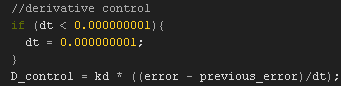 //derivative control
if (dt < 0.000000001){
  dt = 0.000000001;
}
D_control = kd * ((error - previous_error)/dt);